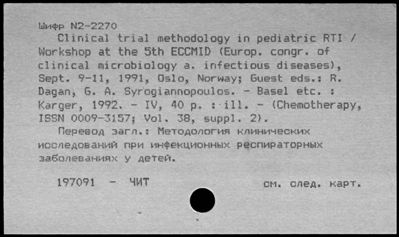 Шифр N2-2270
Clinical trial methodology in pediatric RTI /
Workshop at the 5th ECCMID (Europ. congr. of
clinical microbiology a. infectious diseases),
Sept. 9-11, 1991, Oslo, Norway; Guest eds.: R.
Dagan, G. A. Syrogiannopoulos. - Basel etc. :
Karger, 1992. - IV, 40 p. : ill. - (Chemotherapy,
ISSN 0009-3157; Vol. 38, suppl. 2).
Перевод загл.: Методология клинических
исследований при инфекционных респираторных
заболеваниях у детей.
197091 - ЧИТ см. след. карт.